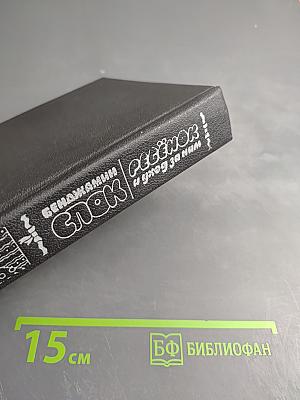 БЕНДЖАМИН
СПОК
РЕБЁНОК
И УХОД ЗА НИМ
15 см
БФ БИБЛИОФАН